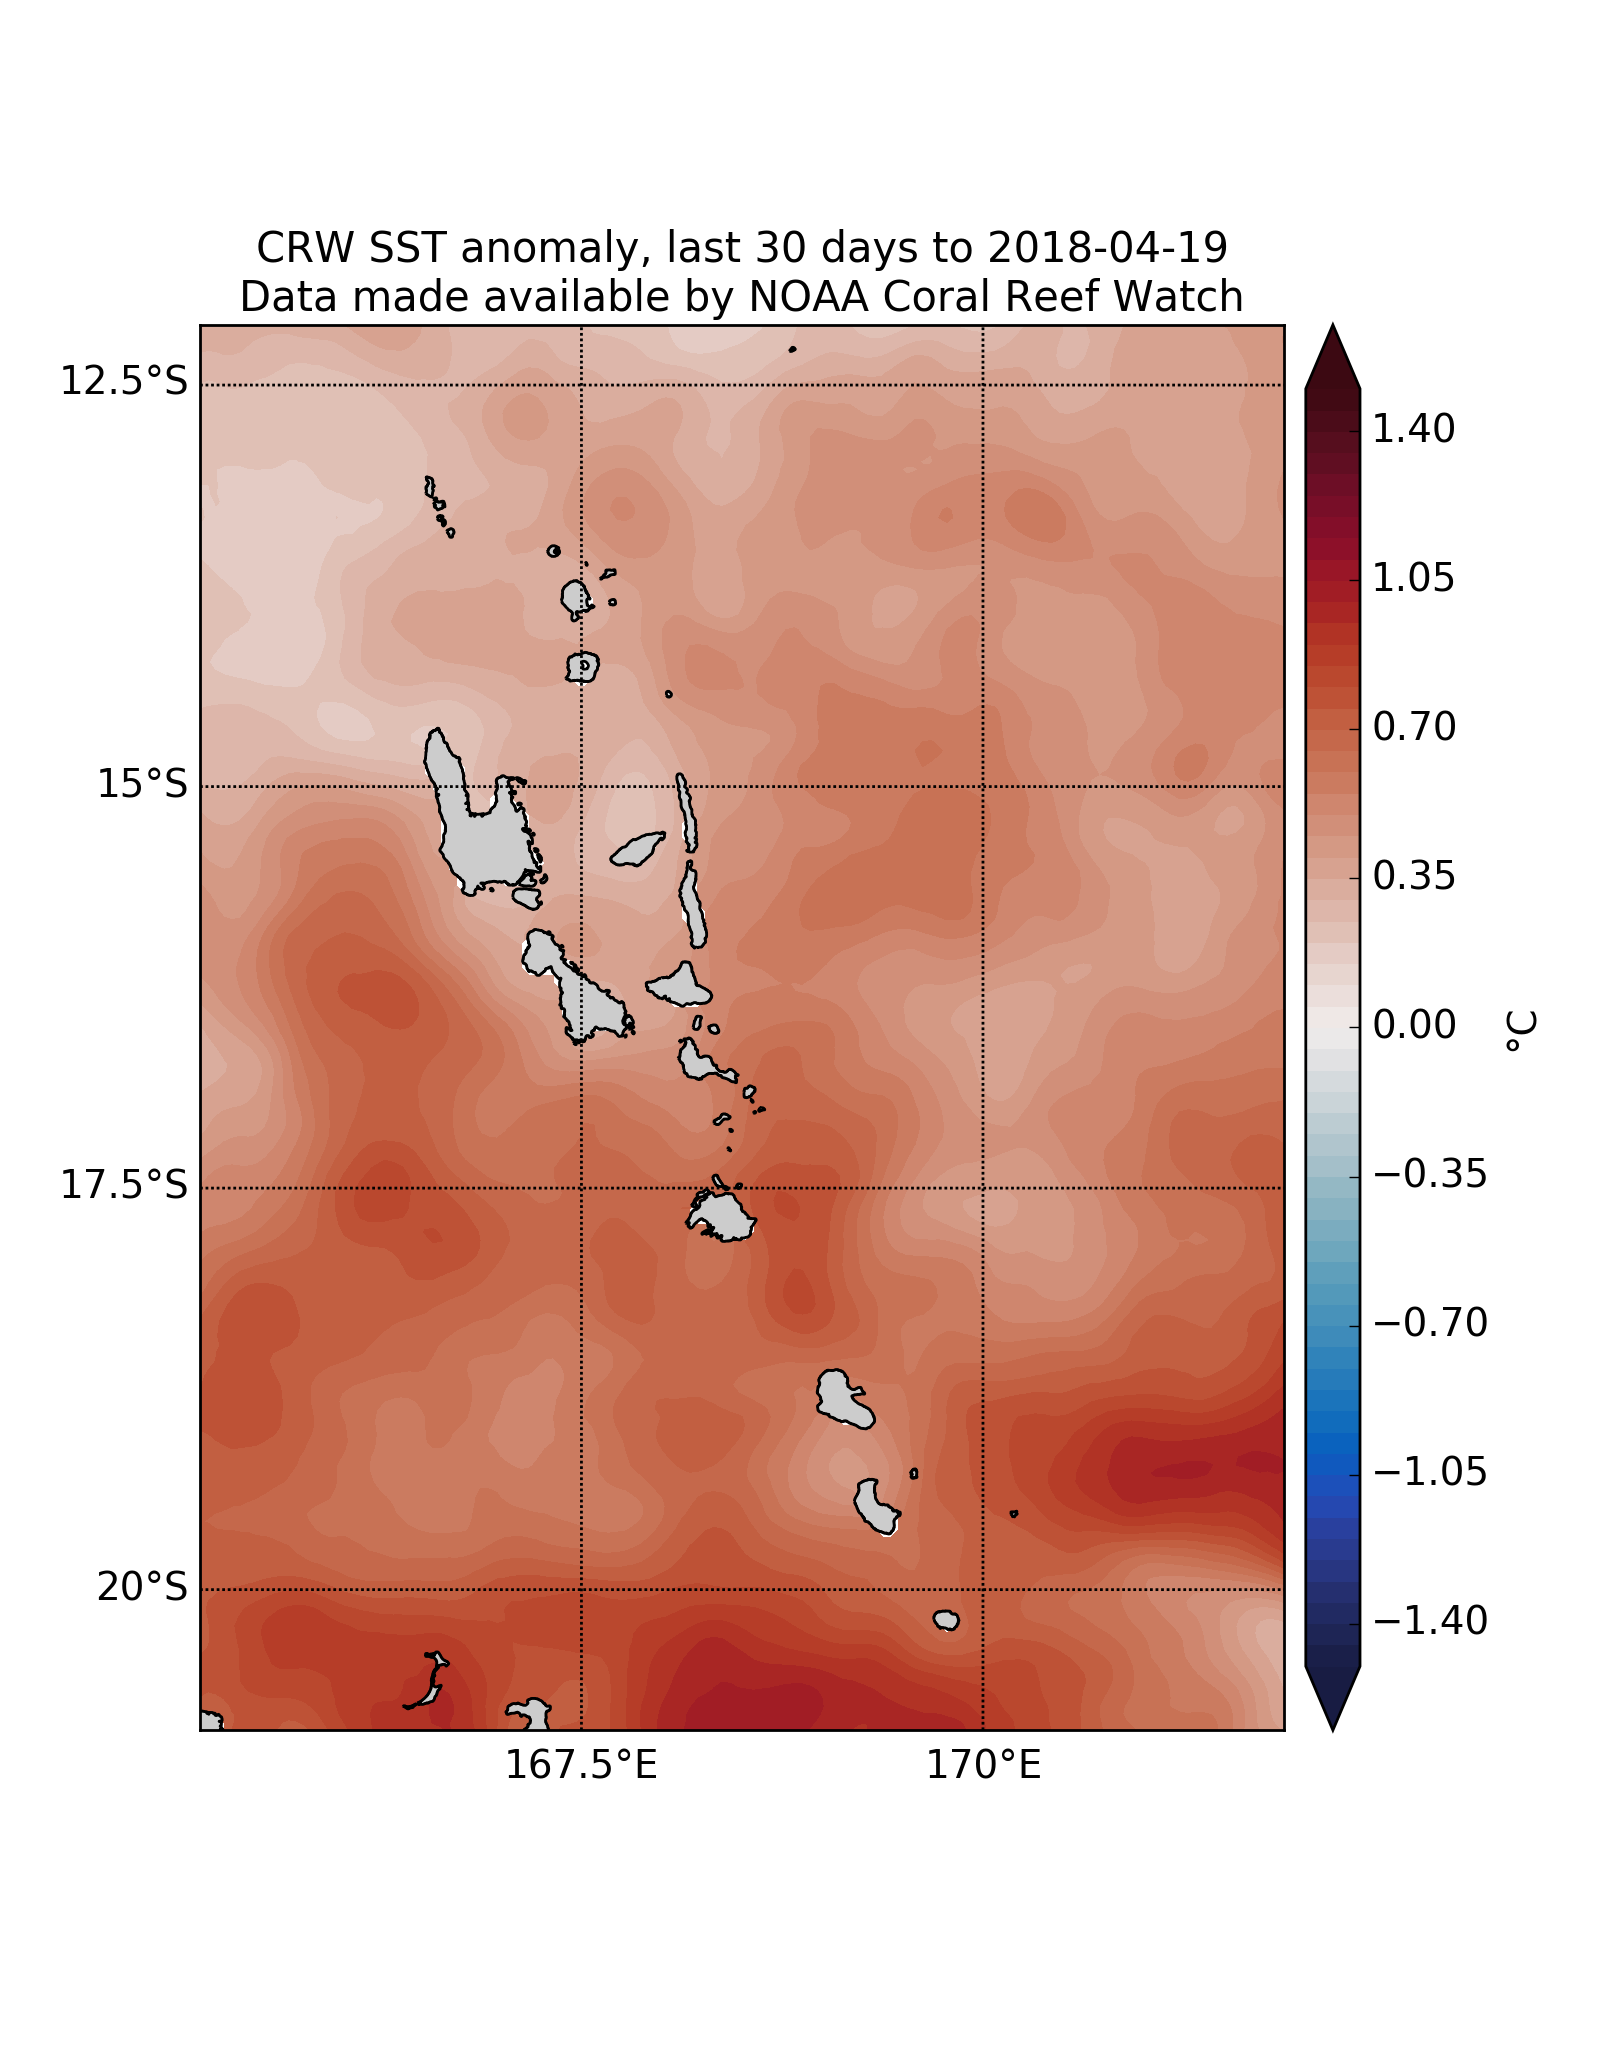 CRW SST anomaly, last 30 days to 2018-04-19
Data made available by NOAA Coral Reef Watch
12.5°S
15°S
17.5°S
20°S
167.5°E
170°E
1.40
1.05
0.70
0.35
0.00
−0.35
−0.70
−1.05
−1.40
°C